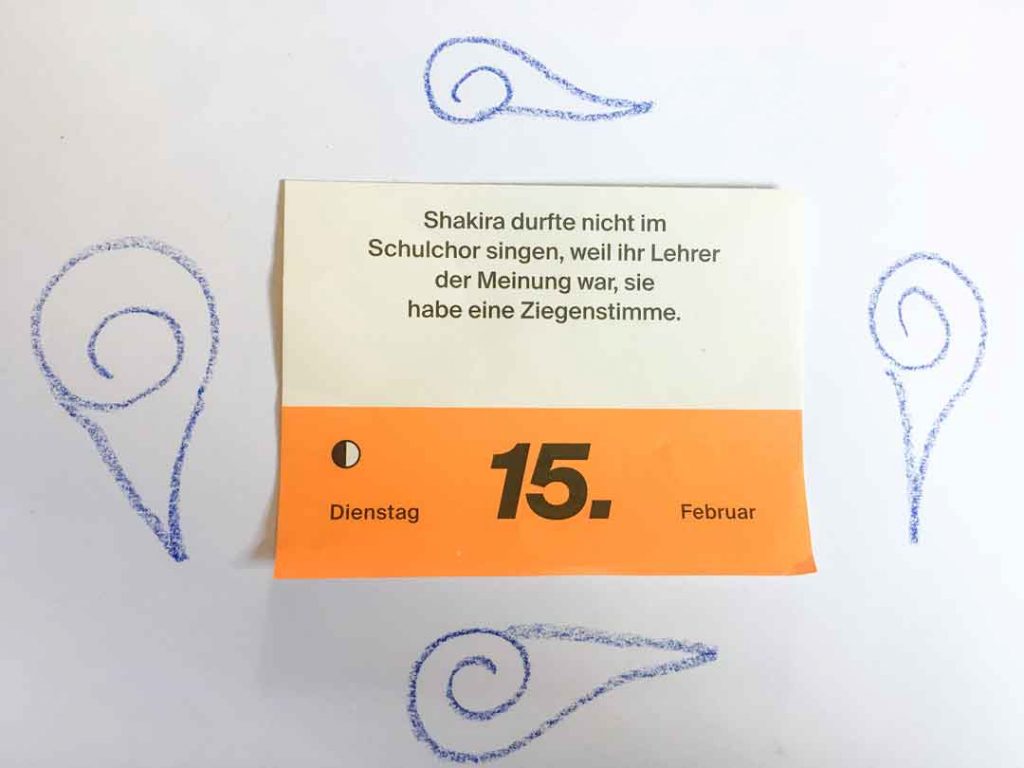 Shakira durfte nicht im
Schulchor singen, weil ihr Lehrer
der Meinung war, sie
habe eine Ziegenstimme.
15.
Dienstag
Februar